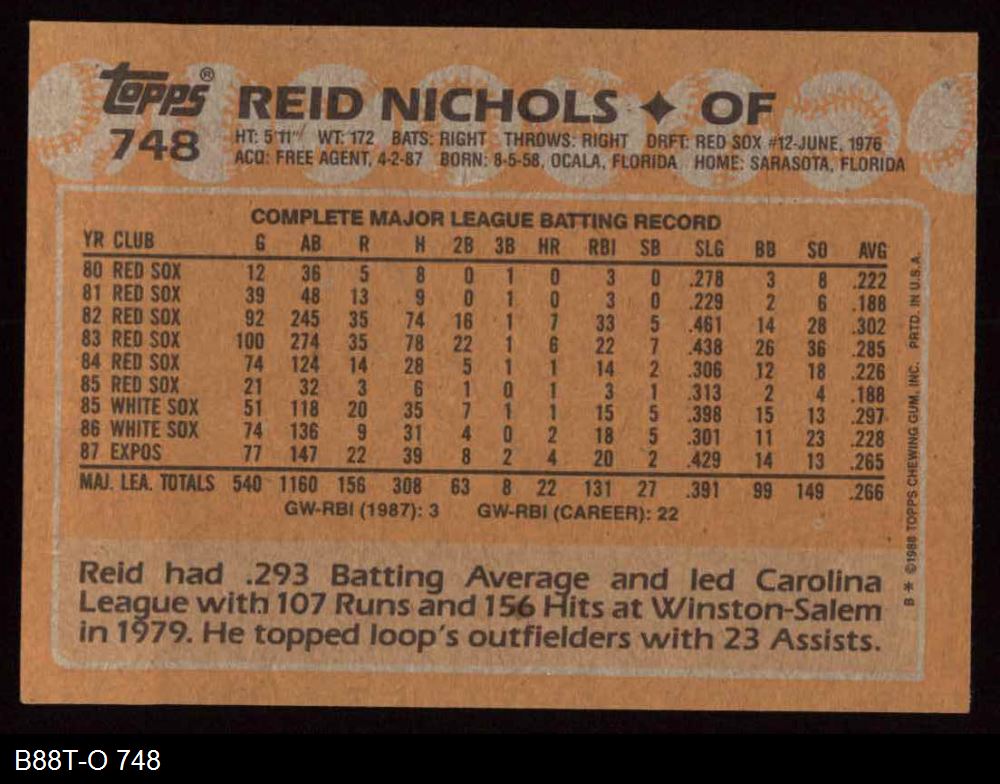 topps®
748
REID NICHOLS ✦ OF
HT: 5'11" WT: 172 BATS: RIGHT THROWS: RIGHT DRFT: RED SOX #12-JUNE, 1976
ACQ: FREE AGENT, 4-2-87 BORN: 8-5-58, OCALA, FLORIDA HOME: SARASOTA, FLORIDA
COMPLETE MAJOR LEAGUE BATTING RECORD
YR CLUB G AB R H 2B 3B HR RBI SB SLG BB SO AVG
80 RED SOX 12 36 5 8 0 1 0 3 0 .278 3 8 .222
81 RED SOX 39 48 13 9 0 1 0 3 0 .229 2 6 .188
82 RED SOX 92 245 35 74 16 1 7 33 5 .461 14 28 .302
83 RED SOX 100 274 35 78 22 1 6 22 7 .438 26 36 .285
84 RED SOX 74 124 14 28 5 1 1 14 2 .306 12 18 .226
85 RED SOX 21 32 3 6 1 0 1 3 1 .313 2 4 .188
85 WHITE SOX 51 118 20 35 7 1 1 15 5 .398 15 13 .297
86 WHITE SOX 74 136 9 31 4 0 2 18 5 .301 11 23 .228
87 EXPOS 77 147 22 39 8 2 4 20 2 .429 14 13 .265
MAJ. LEA. TOTALS 540 1160 156 308 63 8 22 131 27 .391 99 149 .266
GW-RBI (1987): 3 GW-RBI (CAREER): 22
Reid had .293 Batting Average and led Carolina
League with 107 Runs and 156 Hits at Winston-Salem
in 1979. He topped loop's outfielders with 23 Assists.
B ** ©1988 TOPPS CHEWING GUM, INC. PRTD. IN U.S.A.
B88T-O 748